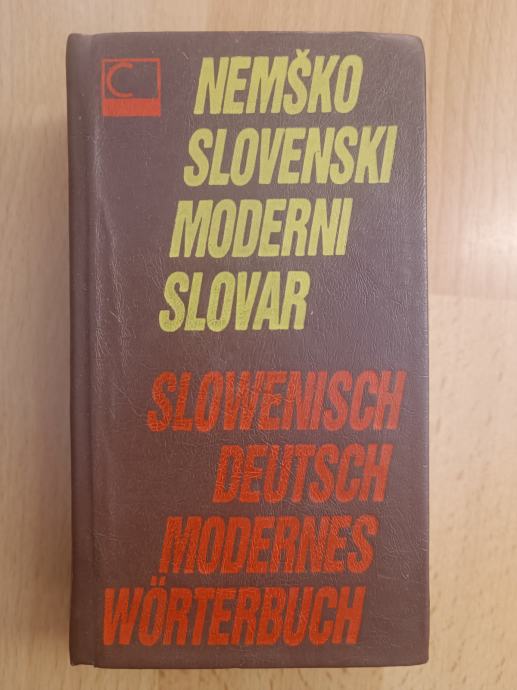 C
NEMŠKO
SLOVENSKI
MODERNI
SLOVAR
SLOWENISCH
DEUTSCH
MODERNES
WÖRTERBUCH